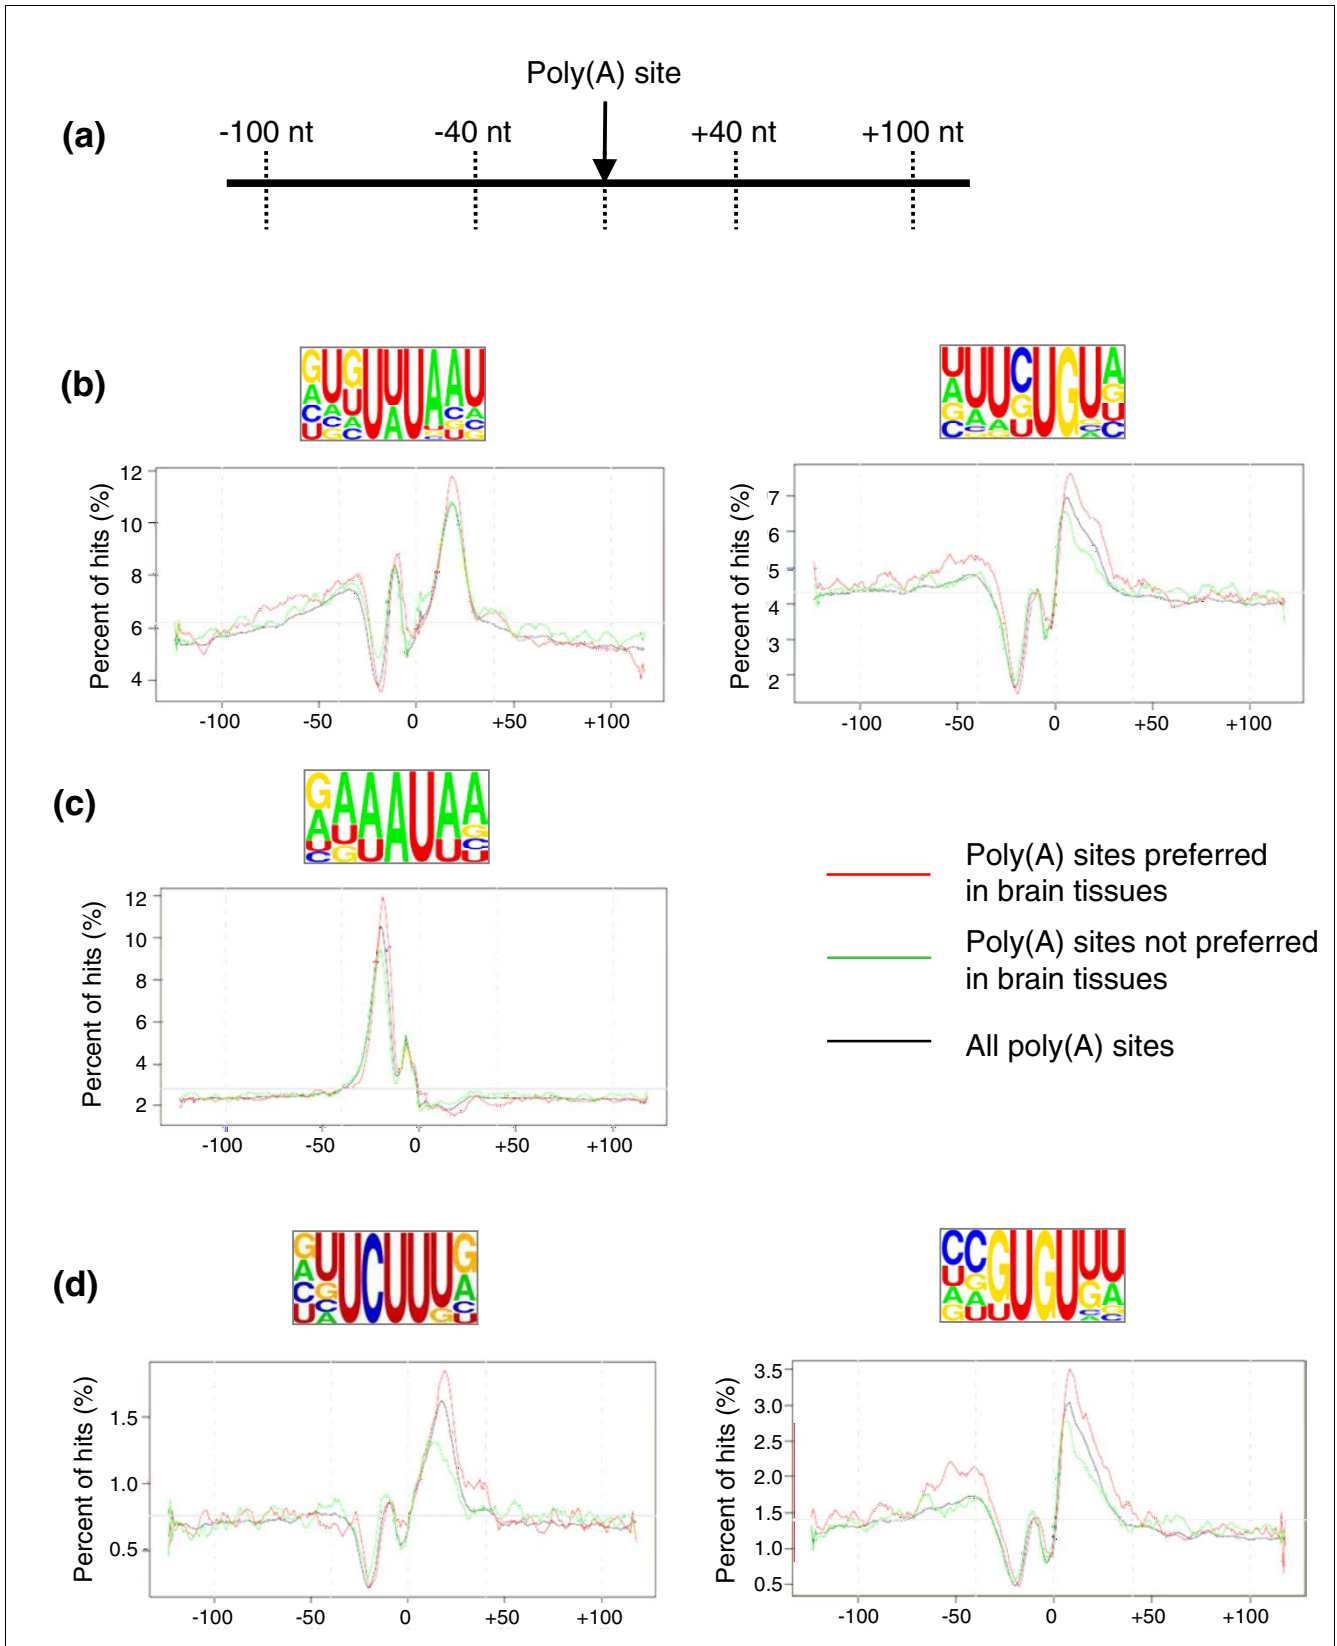 Poly(A) site
(a)
-100 nt
-40 nt
+40 nt
+100 nt
(b)
GUGUUUAAU
UUUCUGUA
Percent of hits (%)
12
10
8
6
4
-100
-50
0
+50
+100
Percent of hits (%)
7
6
5
4
3
2
-100
-50
0
+50
+100
(c)
GAAAUAA
Percent of hits (%)
12
10
8
6
4
2
-100
-50
0
+50
+100
Poly(A) sites preferred
in brain tissues
Poly(A) sites not preferred
in brain tissues
All poly(A) sites
(d)
GUUCUUUG
CCGUGUUU
Percent of hits (%)
1.5
1.0
0.5
-100
-50
0
+50
+100
Percent of hits (%)
3.5
3.0
2.5
2.0
1.5
1.0
0.5
-100
-50
0
+50
+100